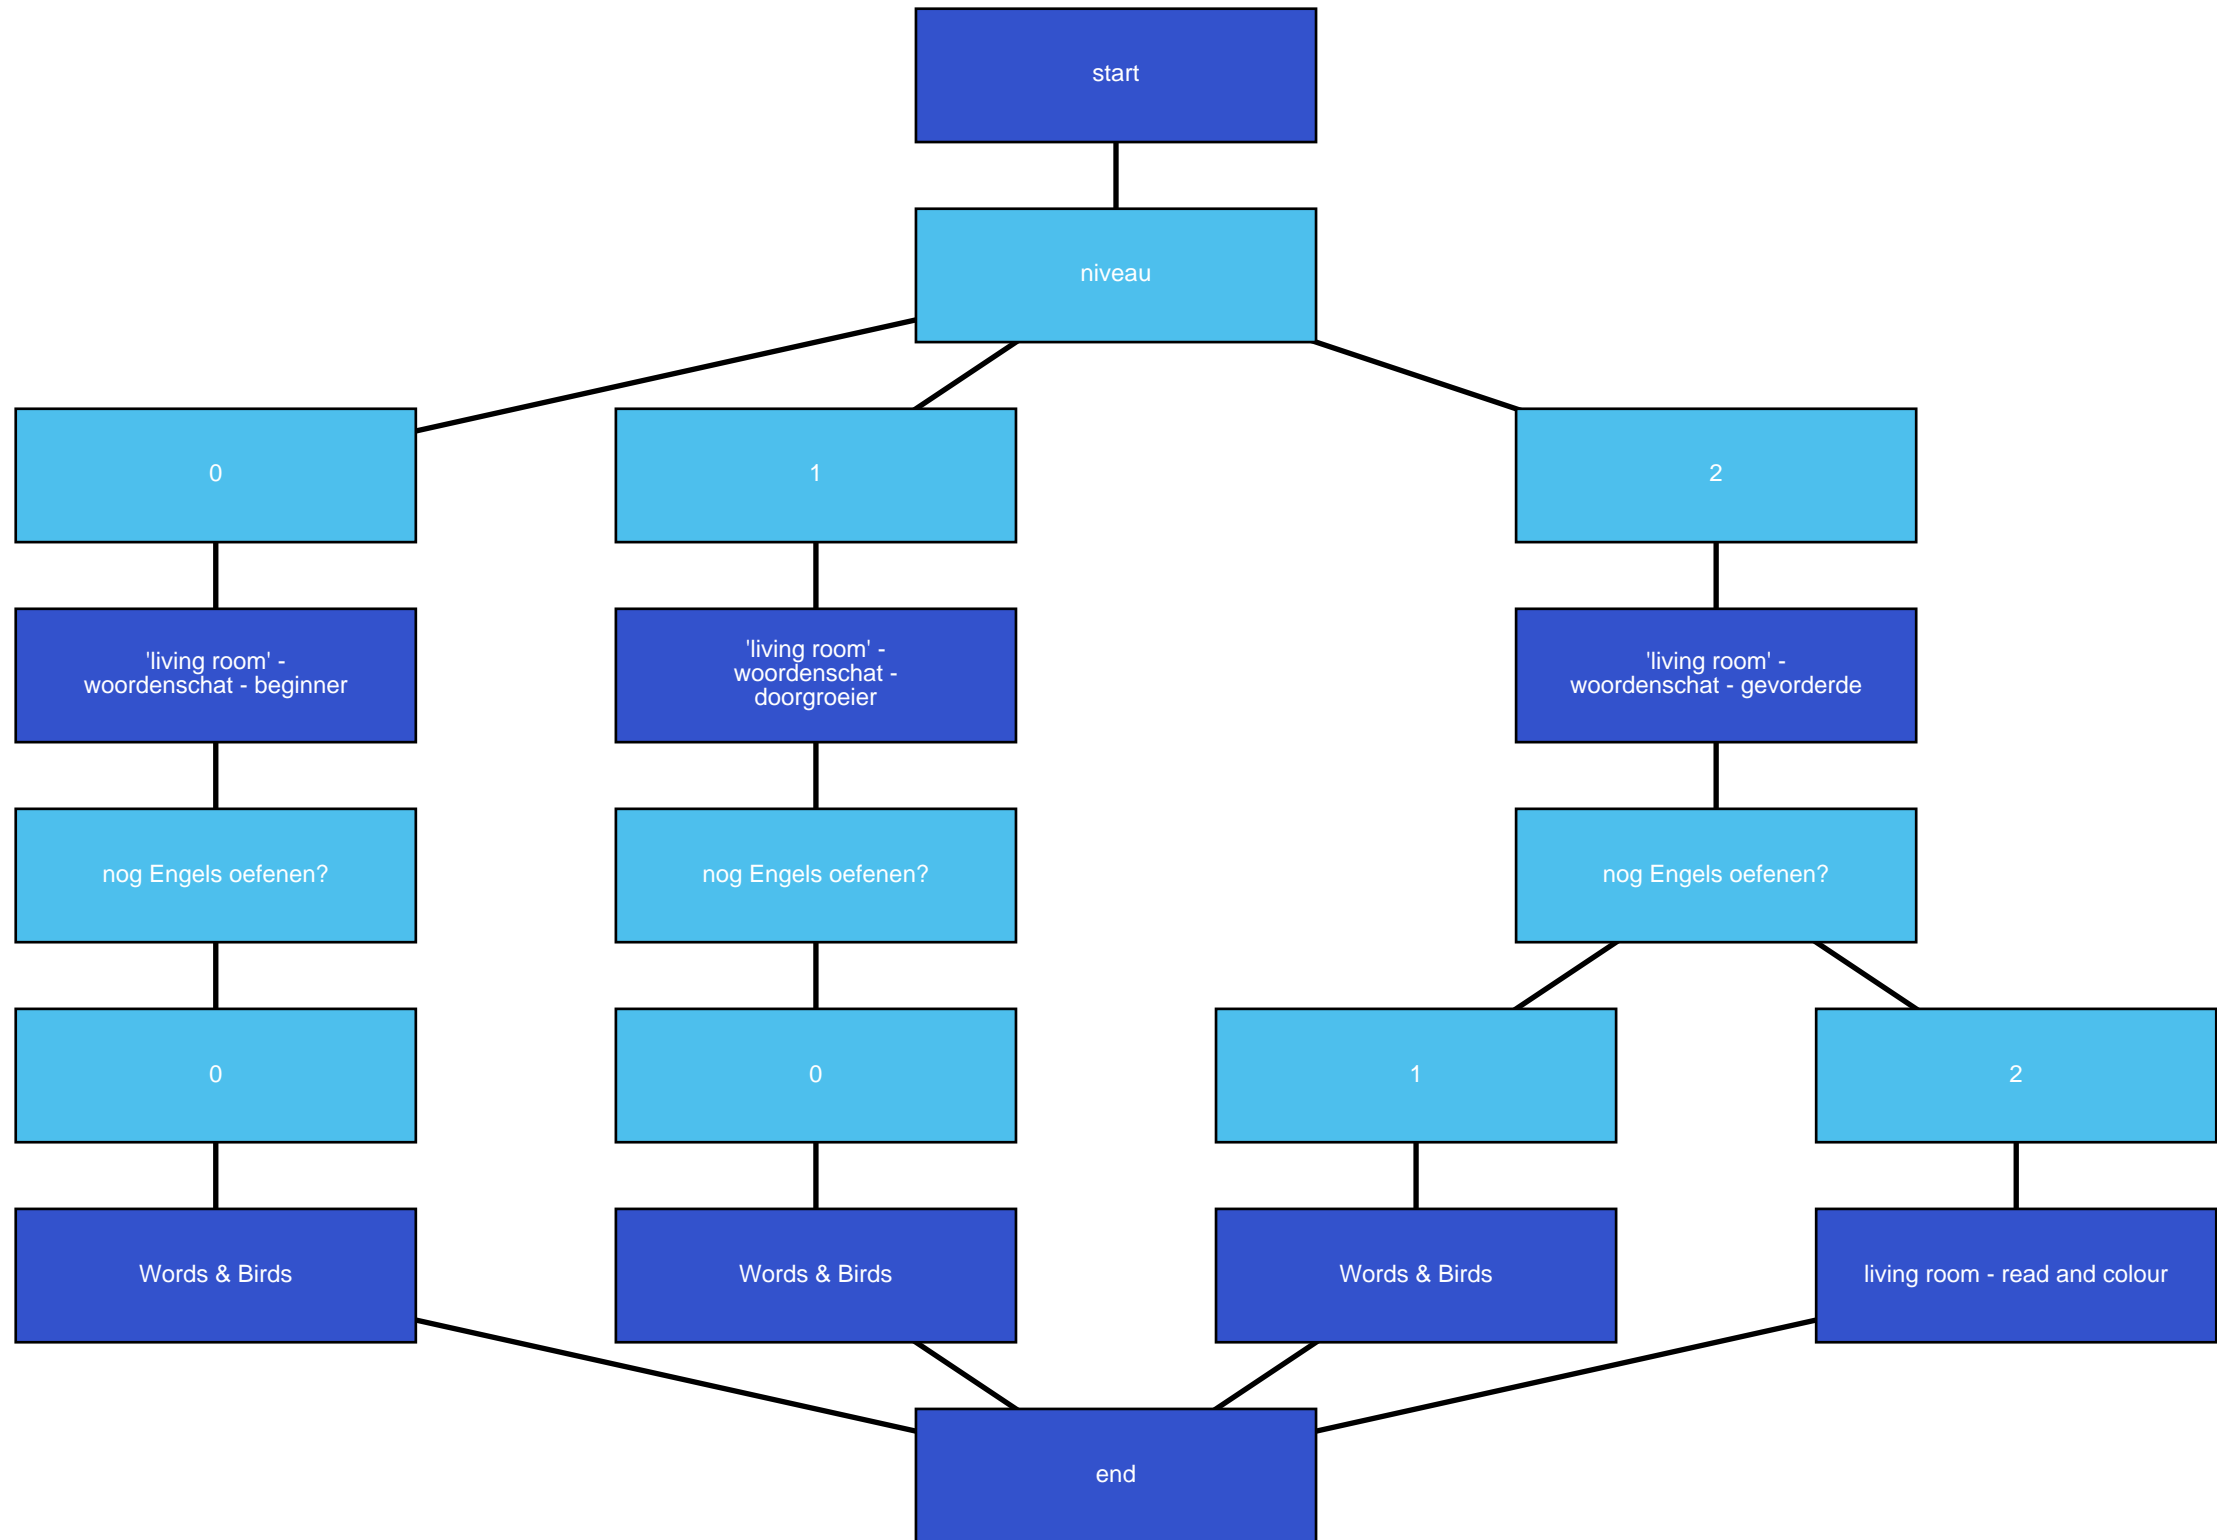 start
niveau
0
1
2
'living room' -
woordenschat - beginner
'living room' -
woordenschat -
doorgroeier
'living room' -
woordenschat - gevorderde
nog Engels oefenen?
nog Engels oefenen?
nog Engels oefenen?
0
0
1
2
Words & Birds
Words & Birds
Words & Birds
living room - read and colour
end